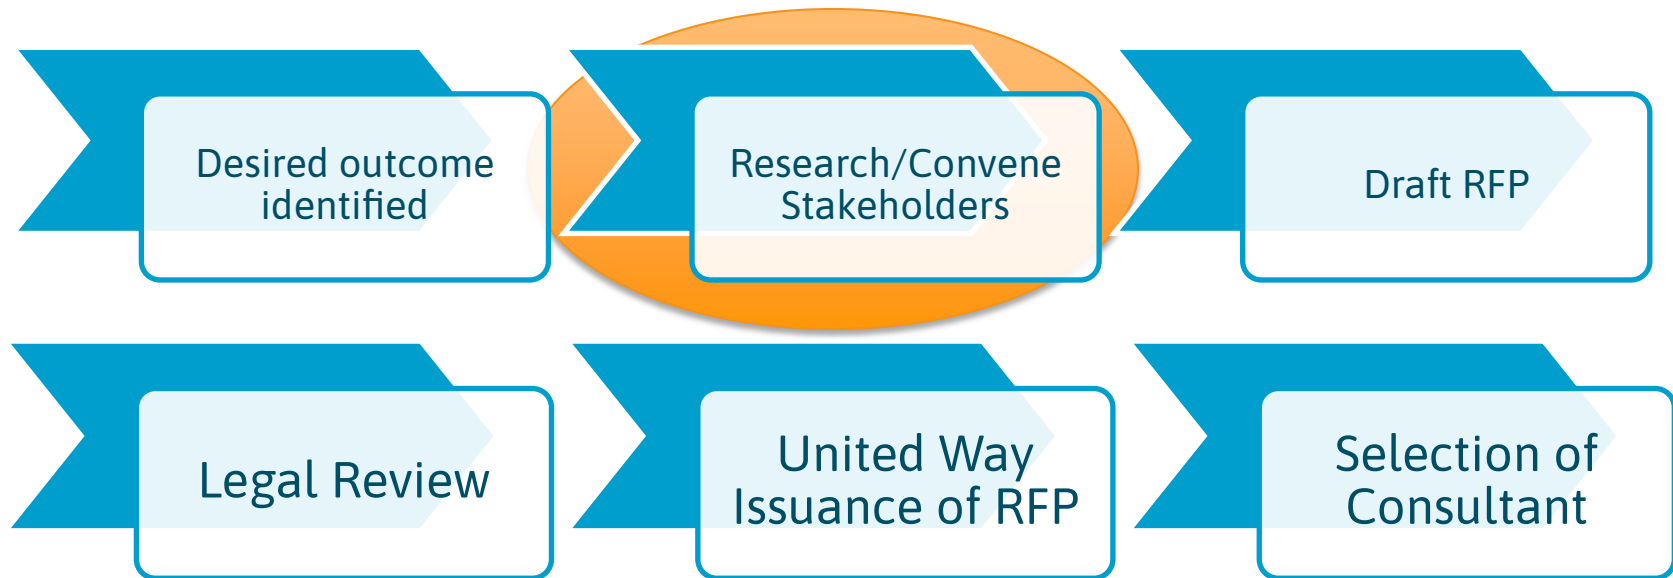 Desired outcome
identified
Research/Convene
Stakeholders
Draft RFP
Legal Review
United Way
Issuance of RFP
Selection of
Consultant